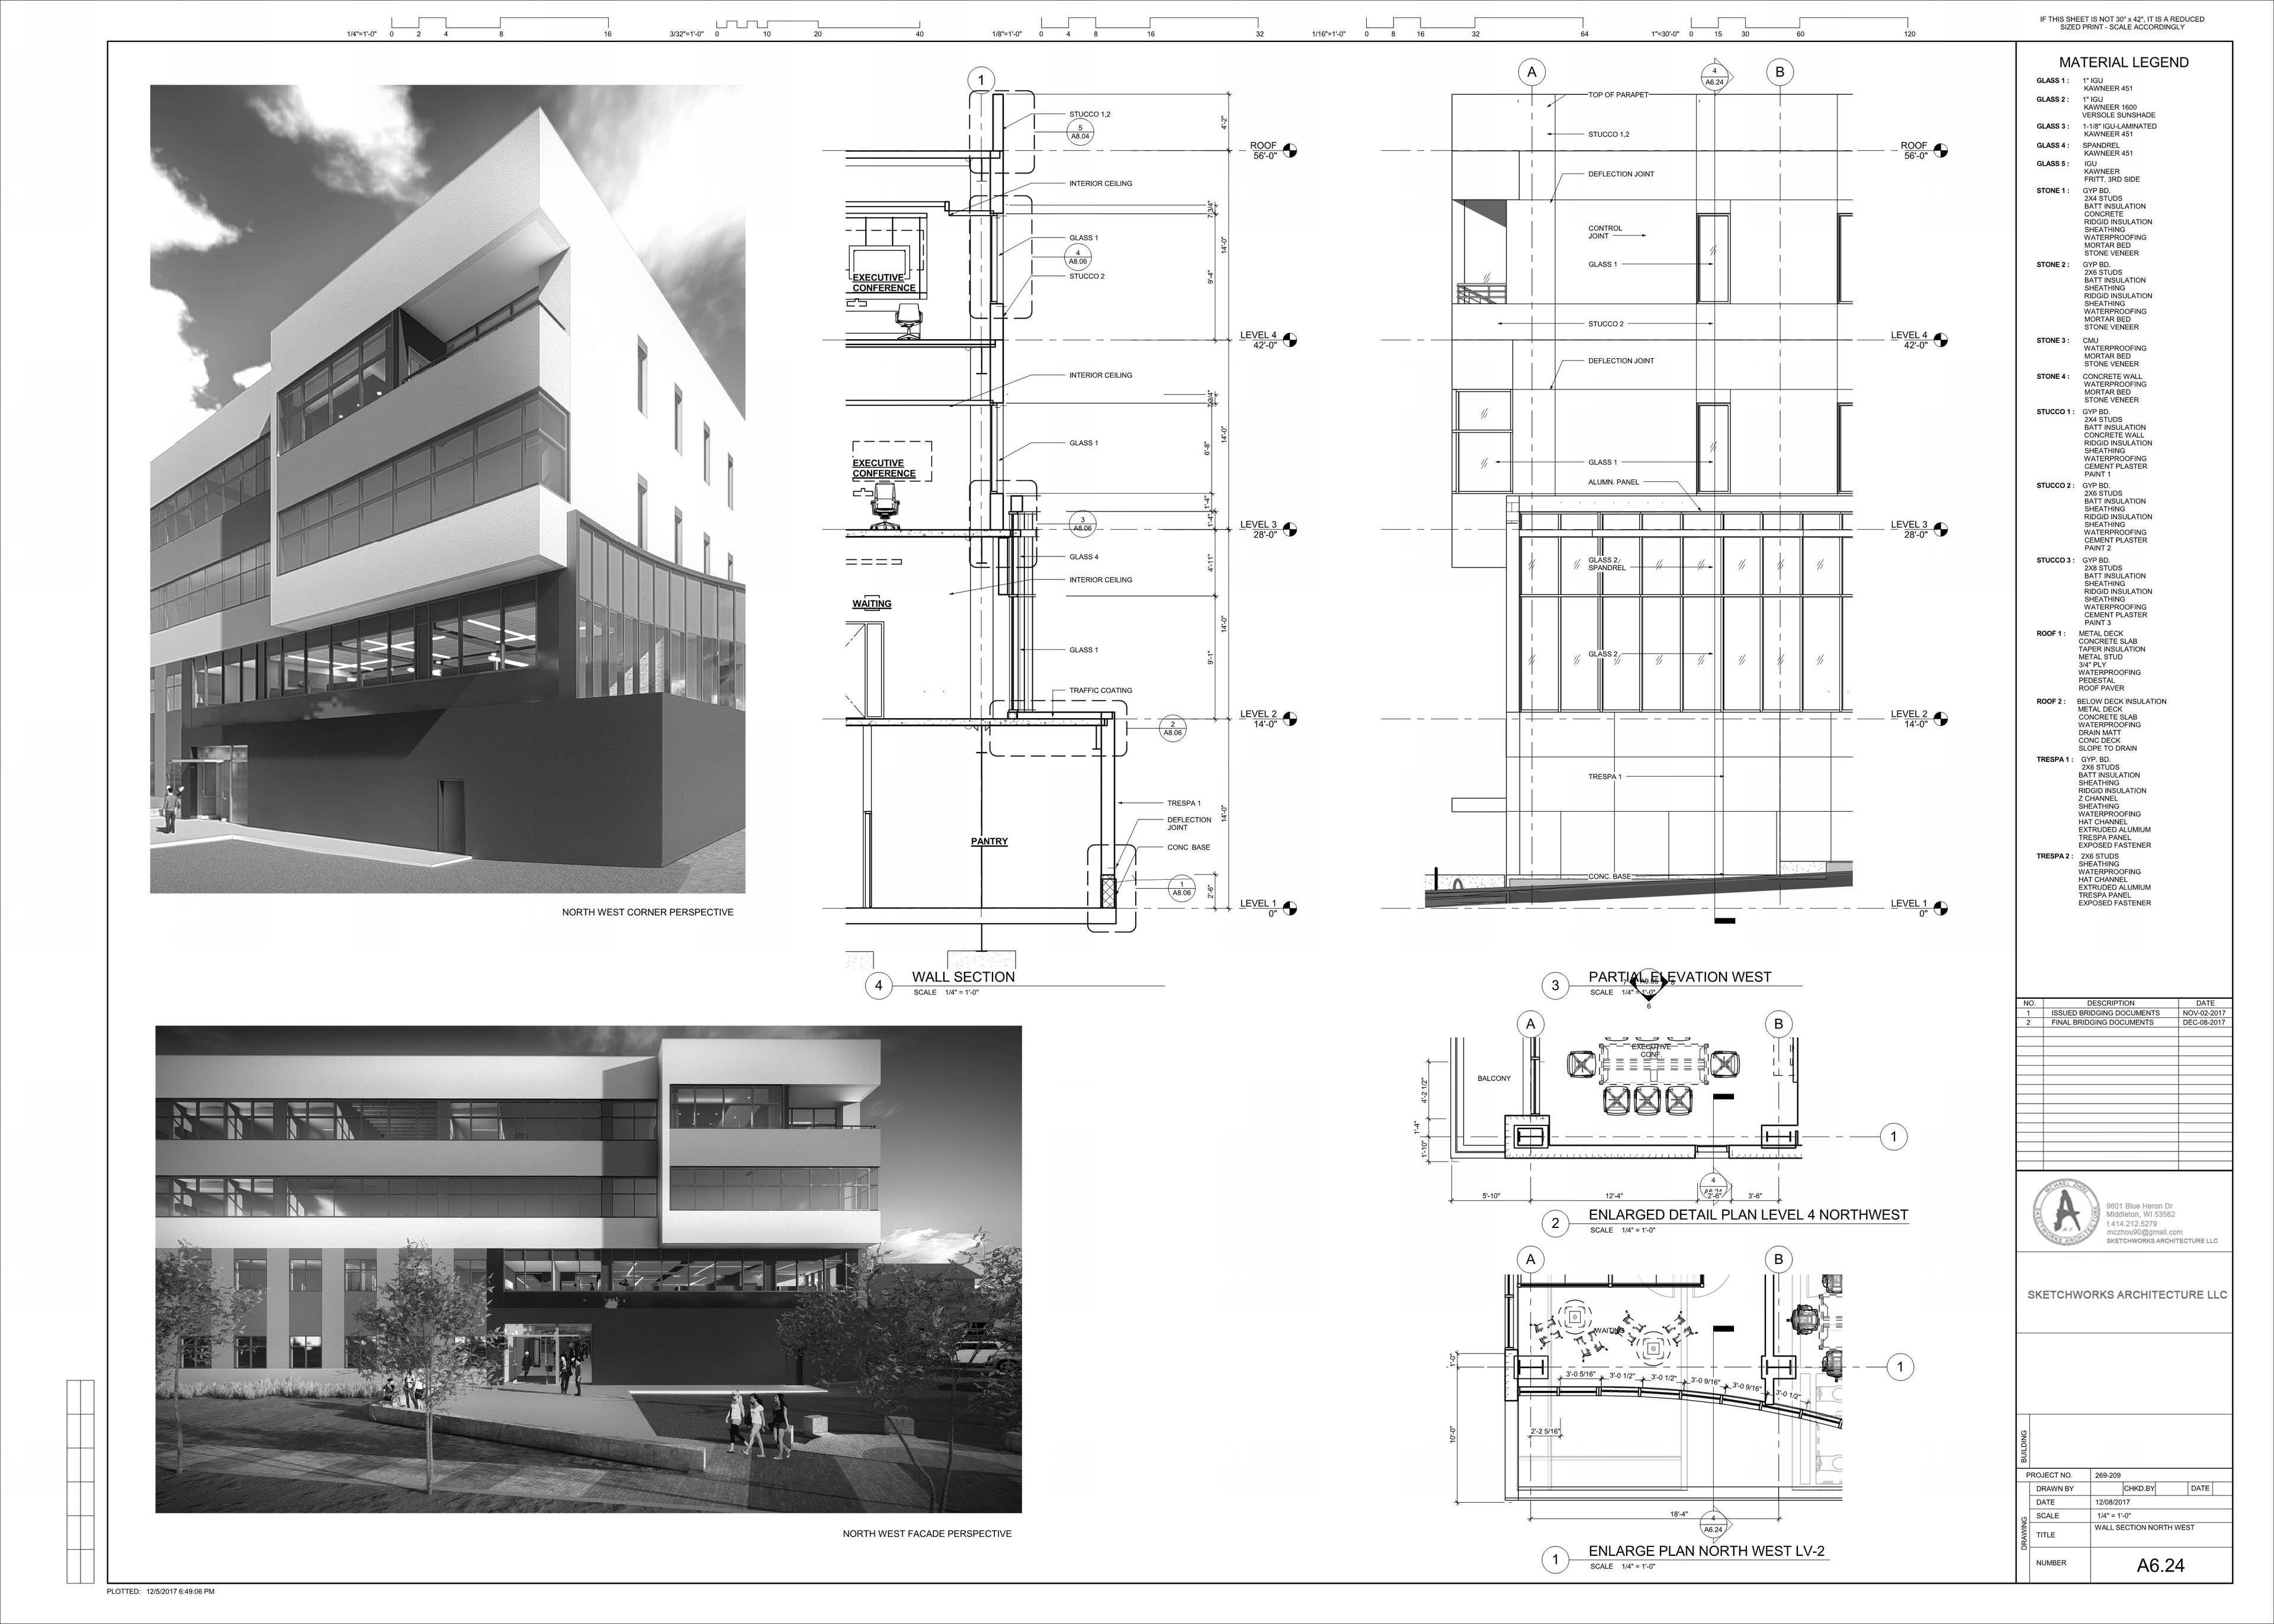 IF THIS SHEET IS NOT 30" x 42", IT IS A REDUCED
SIZED PRINT - SCALE ACCORDINGLY
1/4"=1'-0" 0 2 4 8 16
3/32"=1'-0" 0 10 20 40
1/8"=1'-0" 0 4 8 16 32
1/16"=1'-0" 0 8 16 32 64
1"=30'-0" 0 15 30 60 120
NORTH WEST CORNER PERSPECTIVE
1
STUCCO 1,2
5
A8.04
4'-2"
ROOF
56'-0"
INTERIOR CEILING
7 3/4"
GLASS 1
14'-0"
4
A8.06
EXECUTIVE
CONFERENCE
STUCCO 2
9'-4"
LEVEL 4
42'-0"
INTERIOR CEILING
7 3/4"
GLASS 1
14'-0"
6'-8"
EXECUTIVE
CONFERENCE
1'-4"
3
A8.06
1'-4"
LEVEL 3
28'-0"
GLASS 4
4'-11"
INTERIOR CEILING
WAITING
14'-0"
GLASS 1
9'-1"
TRAFFIC COATING
LEVEL 2
14'-0"
2
A8.06
TRESPA 1
DEFLECTION
JOINT
14'-0"
PANTRY
CONC BASE
1
A8.06
2'-6"
LEVEL 1
0"
4
WALL SECTION
SCALE 1/4" = 1'-0"
A
4
A6.24
B
TOP OF PARAPET
STUCCO 1,2
ROOF
56'-0"
DEFLECTION JOINT
CONTROL
JOINT
GLASS 1
STUCCO 2
LEVEL 4
42'-0"
DEFLECTION JOINT
GLASS 1
ALUMN. PANEL
LEVEL 3
28'-0"
GLASS 2/
SPANDREL
GLASS 2
LEVEL 2
14'-0"
TRESPA 1
CONC. BASE
LEVEL 1
0"
3
PARTIAL ELEVATION WEST
SCALE 1/4" = 1'-0"
6
A
B
EXECUTIVE
CONF.
BALCONY
4'-2 1/2"
1'-4"
1'-10"
1
4
A6.24
5'-10"
12'-4"
2'-6"
3'-6"
2
ENLARGED DETAIL PLAN LEVEL 4 NORTHWEST
SCALE 1/4" = 1'-0"
A
B
WAITING
1'-0"
1
3'-0 5/16"
3'-0 1/2"
3'-0 1/2"
3'-0 9/16"
3'-0 9/16"
3'-0 1/2"
2'-2 5/16"
10'-0"
18'-4"
4
A6.24
1
ENLARGE PLAN NORTH WEST LV-2
SCALE 1/4" = 1'-0"
NORTH WEST FACADE PERSPECTIVE
MATERIAL LEGEND
GLASS 1 : 1" IGU
KAWNEER 451
GLASS 2 : 1" IGU
KAWNEER 1600
VERSOLE SUNSHADE
GLASS 3 : 1-1/8" IGU-LAMINATED
KAWNEER 451
GLASS 4 : SPANDREL
KAWNEER 451
GLASS 5 : IGU
KAWNEER
FRITT, 3RD SIDE
STONE 1 : GYP BD.
2X4 STUDS
BATT INSULATION
CONCRETE
RIDGID INSULATION
SHEATHING
WATERPROOFING
MORTAR BED
STONE VENEER
STONE 2 : GYP BD.
2X6 STUDS
BATT INSULATION
SHEATHING
RIDGID INSULATION
SHEATHING
WATERPROOFING
MORTAR BED
STONE VENEER
STONE 3 : CMU
WATERPROOFING
MORTAR BED
STONE VENEER
STONE 4 : CONCRETE WALL
WATERPROOFING
MORTAR BED
STONE VENEER
STUCCO 1 : GYP BD.
2X4 STUDS
BATT INSULATION
CONCRETE WALL
RIDGID INSULATION
SHEATHING
WATERPROOFING
CEMENT PLASTER
PAINT 1
STUCCO 2 : GYP BD.
2X6 STUDS
BATT INSULATION
SHEATHING
RIDGID INSULATION
SHEATHING
WATERPROOFING
CEMENT PLASTER
PAINT 2
STUCCO 3 : GYP BD.
2X8 STUDS
BATT INSULATION
SHEATHING
RIDGID INSULATION
SHEATHING
WATERPROOFING
CEMENT PLASTER
PAINT 3
ROOF 1 : METAL DECK
CONCRETE SLAB
TAPER INSULATION
METAL STUD
3/4" PLY
WATERPROOFING
PEDESTAL
ROOF PAVER
ROOF 2 : BELOW DECK INSULATION
METAL DECK
CONCRETE SLAB
WATERPROOFING
DRAIN MATT
CONC DECK
SLOPE TO DRAIN
TRESPA 1 : GYP. BD.
2X6 STUDS
BATT INSULATION
SHEATHING
RIDGID INSULATION
Z CHANNEL
SHEATHING
WATERPROOFING
HAT CHANNEL
EXTRUDED ALUMIUM
TRESPA PANEL
EXPOSED FASTENER
TRESPA 2 : 2X6 STUDS
SHEATHING
WATERPROOFING
HAT CHANNEL
EXTRUDED ALUMIUM
TRESPA PANEL
EXPOSED FASTENER
NO. DESCRIPTION DATE
1 ISSUED BRIDGING DOCUMENTS NOV-02-2017
2 FINAL BRIDGING DOCUMENTS DEC-08-2017
MICHAEL ZHOU
SKETCHWORKS ARCHITECTURE
9601 Blue Heron Dr
Middleton, WI 53562
t 414.212.5279
mczhou90@gmail.com
SKETCHWORKS ARCHITECTURE LLC
SKETCHWORKS ARCHITECTURE LLC
BUILDING
PROJECT NO. 269-209
DRAWN BY CHKD.BY DATE
DATE 12/08/2017
SCALE 1/4" = 1'-0"
DRAWING
TITLE WALL SECTION NORTH WEST
NUMBER A6.24
PLOTTED: 12/5/2017 6:49:06 PM